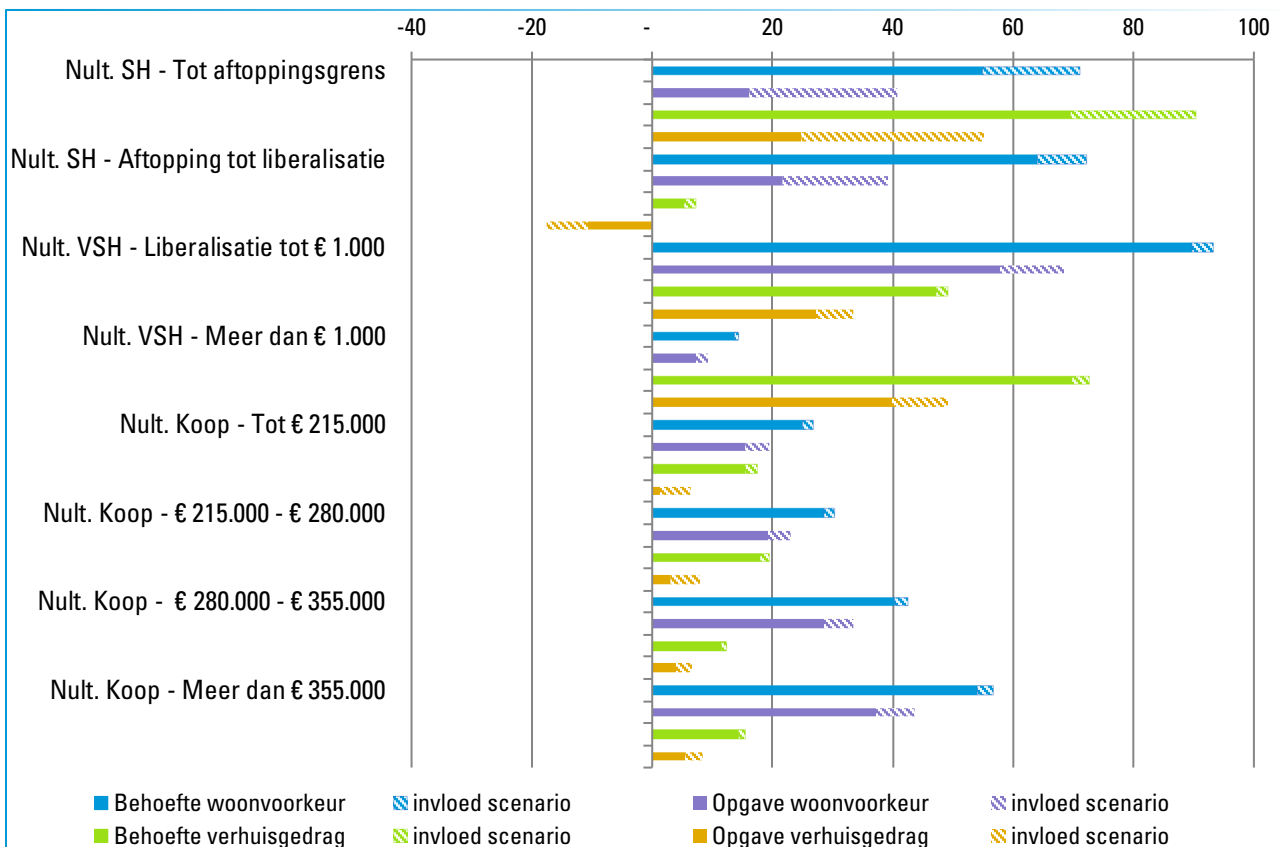 -40 -20 - 20 40 60 80 100
Nult. SH - Tot aftoppingsgrens
Nult. SH - Aftopping tot liberalisatie
Nult. VSH - Liberalisatie tot € 1.000
Nult. VSH - Meer dan € 1.000
Nult. Koop - Tot € 215.000
Nult. Koop - € 215.000 - € 280.000
Nult. Koop - € 280.000 - € 355.000
Nult. Koop - Meer dan € 355.000
Behoefte woonvoorkeur invloed scenario Opgave woonvoorkeur invloed scenario
Behoefte verhuisgedrag invloed scenario Opgave verhuisgedrag invloed scenario